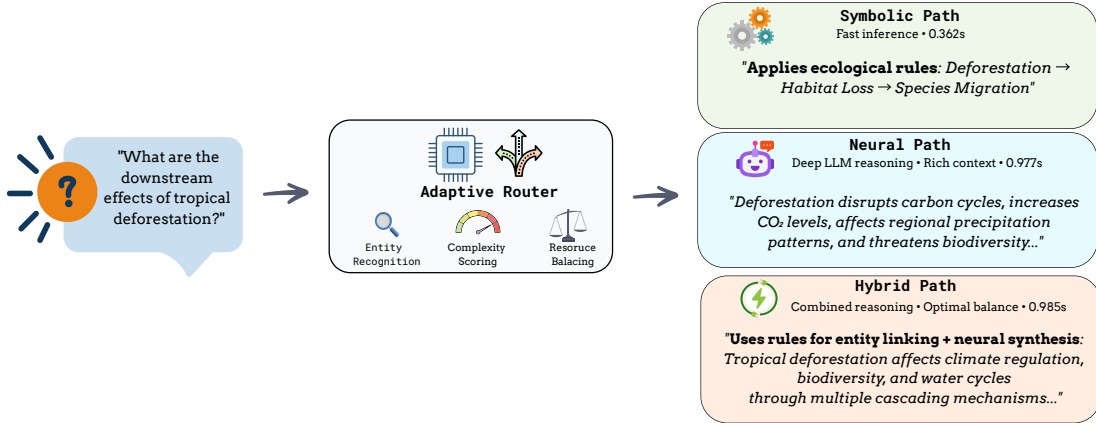 "What are the
downstream
effects of tropical
deforestation?"
?
Adaptive Router
Entity
Recognition
Complexity
Scoring
Resoruce
Balacing
Symbolic Path
Fast inference • 0.362s
"Applies ecological rules: Deforestation →
Habitat Loss → Species Migration"
Neural Path
Deep LLM reasoning • Rich context • 0.977s
"Deforestation disrupts carbon cycles, increases
CO₂ levels, affects regional precipitation
patterns, and threatens biodiversity..."
Hybrid Path
Combined reasoning • Optimal balance • 0.985s
"Uses rules for entity linking + neural synthesis:
Tropical deforestation affects climate regulation,
biodiversity, and water cycles
through multiple cascading mechanisms..."